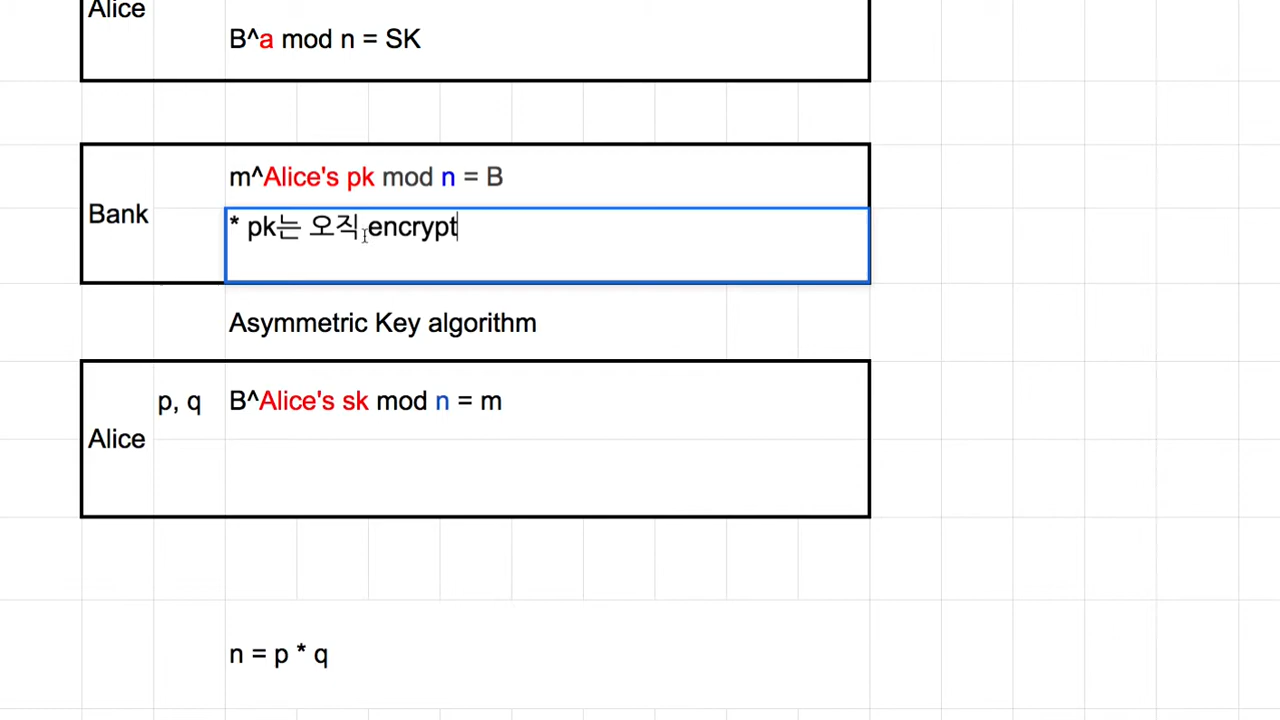 Alice
B^a mod n = SK
m^Alice's pk mod n = B
Bank
* pk는 오직 encrypt
Asymmetric Key algorithm
p, q B^Alice's sk mod n = m
Alice
n = p * q